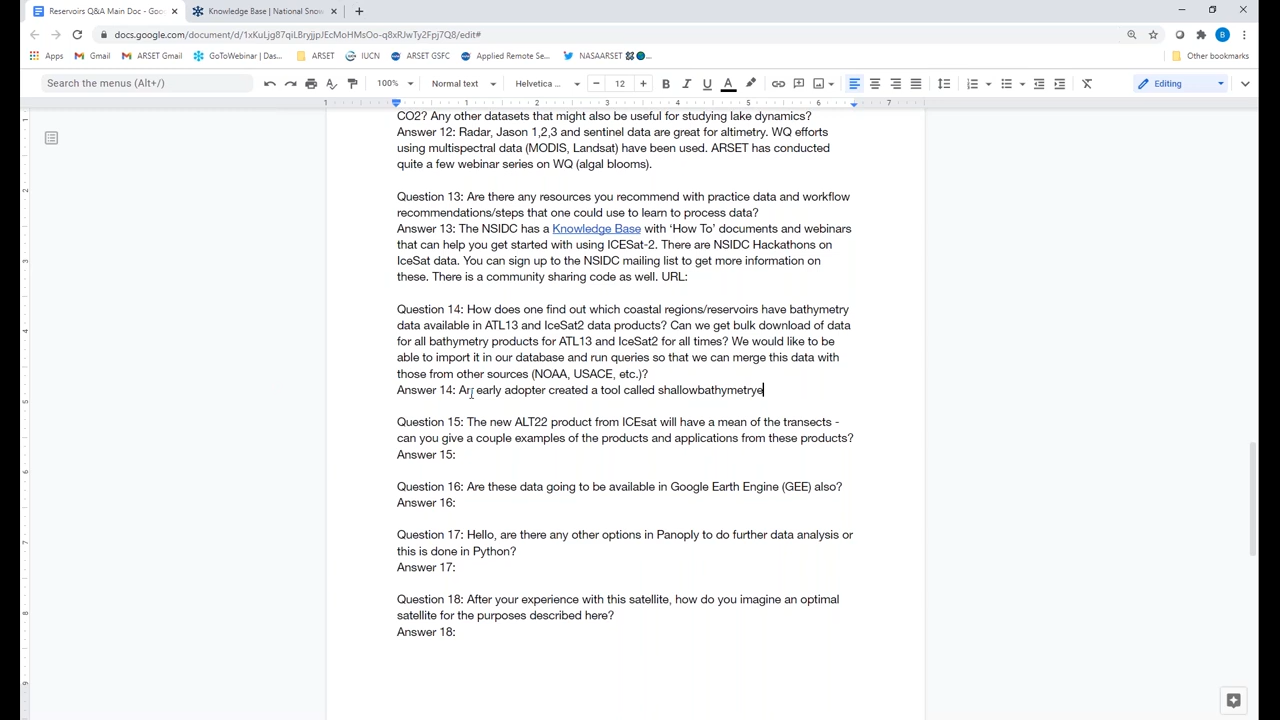 Reservoirs Q&A Main Doc - Goo
Knowledge Base | National Snow
docs.google.com/document/d/1xKuLjg87qiLBryjjpJEcMoHMsOo-q8xRJwTy2Fpj7Q8/edit#
Apps Gmail ARSET Gmail GoToWebinar | Goo... ARSET IUCN ARSET GSFC Applied Remote Se... NASAARSET Other bookmarks
Search the menus (Alt+/) 100% Normal text Helvetica ... 12 Editing
CO2? Any other datasets that might also be useful for studying lake dynamics?
Answer 12: Radar, Jason 1,2,3 and sentinel data are great for altimetry. WQ efforts
using multispectral data (MODIS, Landsat) have been used. ARSET has conducted
quite a few webinar series on WQ (algal blooms).
Question 13: Are there any resources you recommend with practice data and workflow
recommendations/steps that one could use to learn to process data?
Answer 13: The NSIDC has a Knowledge Base with ‘How To’ documents and webinars
that can help you get started with using ICESat-2. There are NSIDC Hackathons on
IceSat data. You can sign up to the NSIDC mailing list to get more information on
these. There is a community sharing code as well. URL:
Question 14: How does one find out which coastal regions/reservoirs have bathymetry
data available in ATL13 and IceSat2 data products? Can we get bulk download of data
for all bathymetry products for ATL13 and IceSat2 for all times? We would like to be
able to import it in our database and run queries so that we can merge this data with
those from other sources (NOAA, USACE, etc.)?
Answer 14: An early adopter created a tool called shallowbathymetrye
Question 15: The new ALT22 product from ICEsat will have a mean of the transects -
can you give a couple examples of the products and applications from these products?
Answer 15:
Question 16: Are these data going to be available in Google Earth Engine (GEE) also?
Answer 16:
Question 17: Hello, are there any other options in Panoply to do further data analysis or
this is done in Python?
Answer 17:
Question 18: After your experience with this satellite, how do you imagine an optimal
satellite for the purposes described here?
Answer 18: